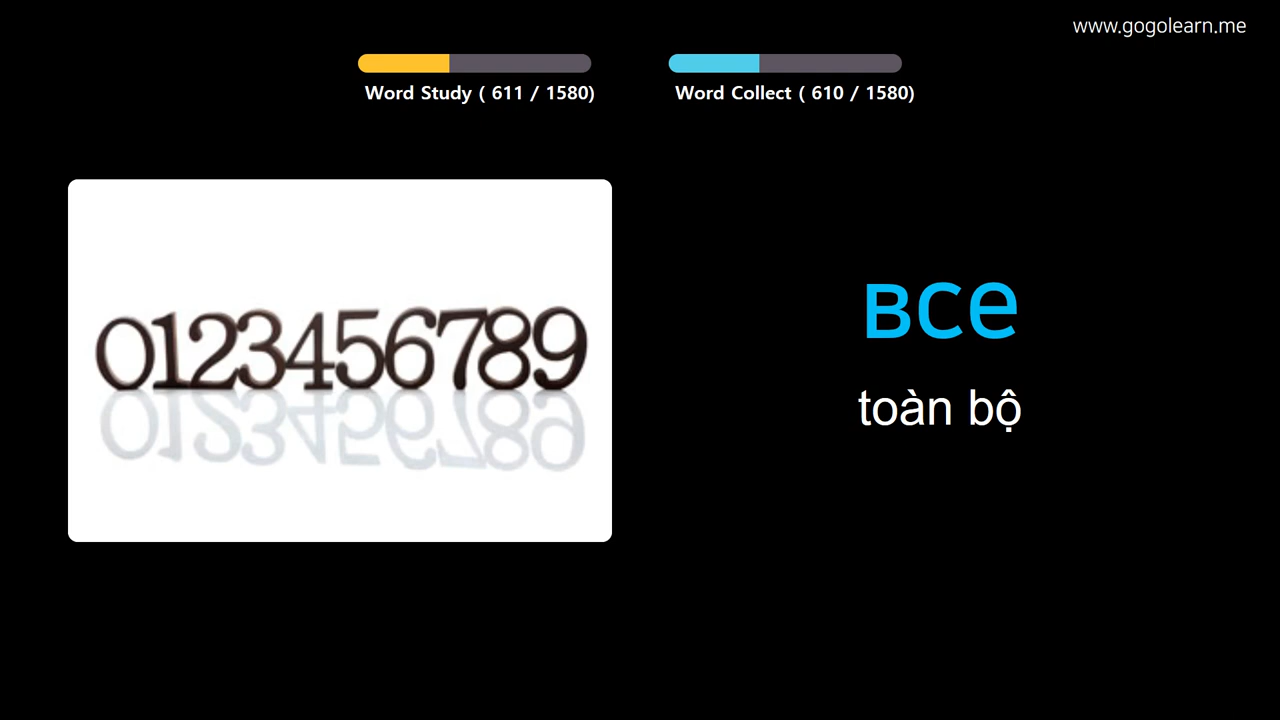 www.gogolearn.me
Word Study ( 611 / 1580)
Word Collect ( 610 / 1580)
0123456789
все
toàn bộ